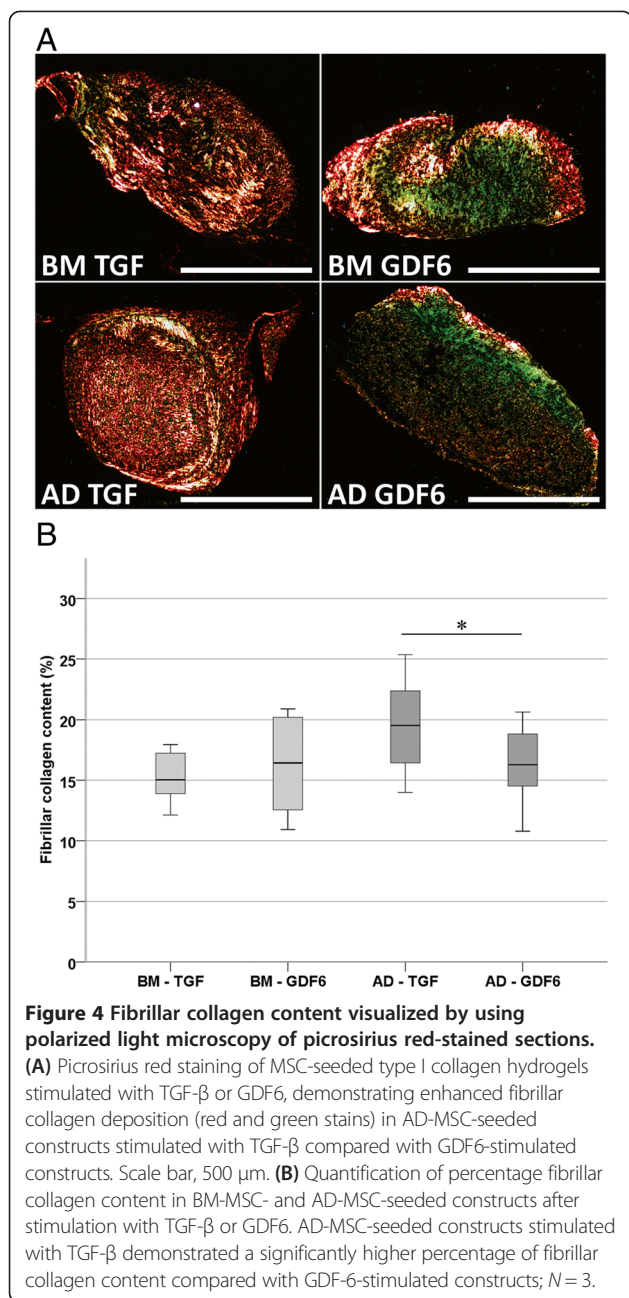 A
BM TGF
BM GDF6
AD TGF
AD GDF6
B
Fibrillar collagen content (%)
30
25
20
15
10
5
0
*
BM - TGF
BM - GDF6
AD - TGF
AD - GDF6
Figure 4 Fibrillar collagen content visualized by using
polarized light microscopy of picrosirius red-stained sections.
(A) Picrosirius red staining of MSC-seeded type I collagen hydrogels
stimulated with TGF-β or GDF6, demonstrating enhanced fibrillar
collagen deposition (red and green stains) in AD-MSC-seeded
constructs stimulated with TGF-β compared with GDF6-stimulated
constructs. Scale bar, 500 μm. (B) Quantification of percentage fibrillar
collagen content in BM-MSC- and AD-MSC-seeded constructs after
stimulation with TGF-β or GDF6. AD-MSC-seeded constructs stimulated
with TGF-β demonstrated a significantly higher percentage of fibrillar
collagen content compared with GDF-6-stimulated constructs; N = 3.